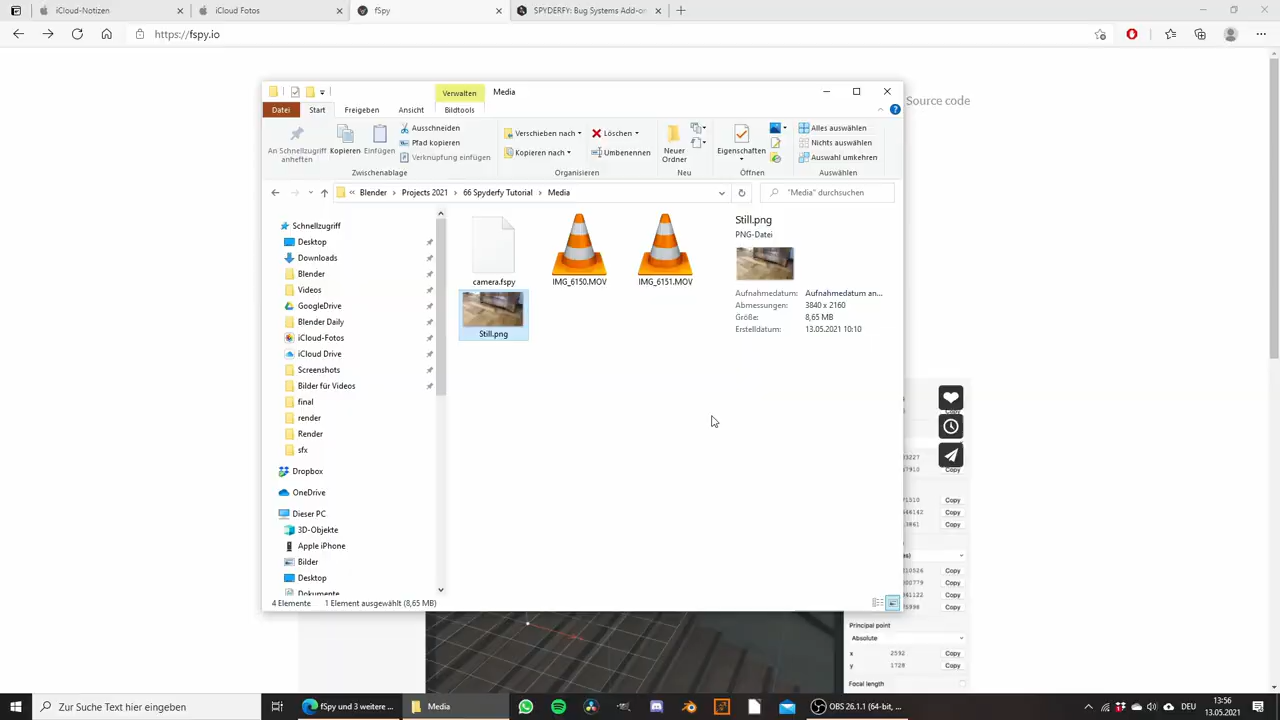 iCloud-Notizen
iCloud Fotos
fSpy
SPYDERFY: Bug Systems Add-on
https://fspy.io
Source code
Verwalten
Media
Datei
Start
Freigeben
Ansicht
Bildtools
An Schnellzugriff anheften
Kopieren
Einfügen
Ausschneiden
Pfad kopieren
Verknüpfung einfügen
Zwischenablage
Verschieben nach
Kopieren nach
Löschen
Umbenennen
Organisieren
Neuer Ordner
Neu
Eigenschaften
Öffnen
Alles auswählen
Nichts auswählen
Auswahl umkehren
Auswählen
« Blender › Projects 2021 › 66 Spyderfy Tutorial › Media
"Media" durchsuchen
Schnellzugriff
Desktop
Downloads
Blender
Videos
GoogleDrive
Blender Daily
iCloud-Fotos
iCloud Drive
Screenshots
Bilder für Videos
final
render
Render
sfx
Dropbox
OneDrive
Dieser PC
3D-Objekte
Apple iPhone
Bilder
Desktop
Dokumente
camera.fspy
IMG_6150.MOV
IMG_6151.MOV
Still.png
Still.png
PNG-Datei
Aufnahmedatum: Aufnahmedatum an...
Abmessungen: 3840 x 2160
Größe: 8,65 MB
Erstelldatum: 13.05.2021 10:10
4 Elemente
1 Element ausgewählt (8,65 MB)
Copy
Copy
Copy
Copy
Copy
Copy
Copy
Copy
Copy
Principal point
Absolute
x 2592 Copy
y 1728 Copy
Focal length
Zur Suche Text hier eingeben
fSpy und 3 weitere ...
Media
OBS 26.1.1 (64-bit, ...
DEU
13:56
13.05.2021